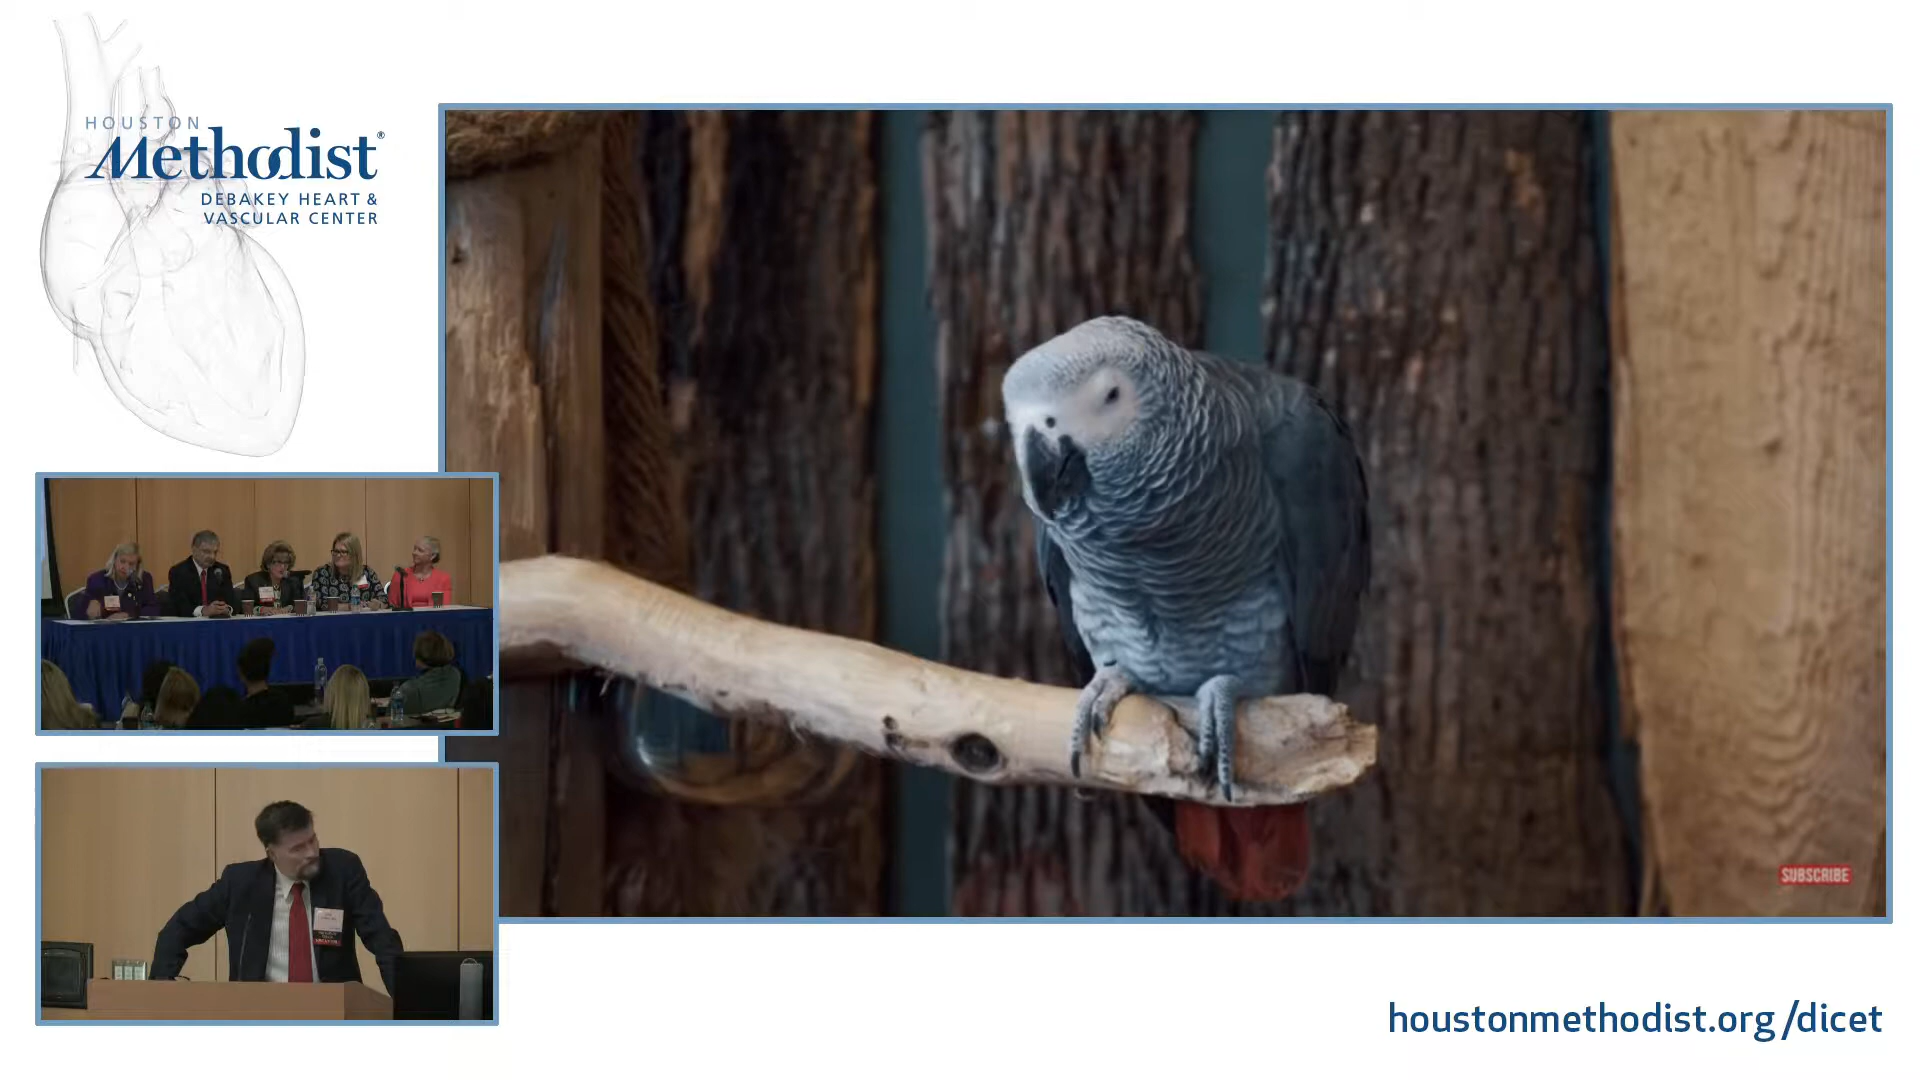 HOUSTON
Methodist®
DEBAKEY HEART &
VASCULAR CENTER
SUBSCRIBE
houstonmethodist.org/dicet